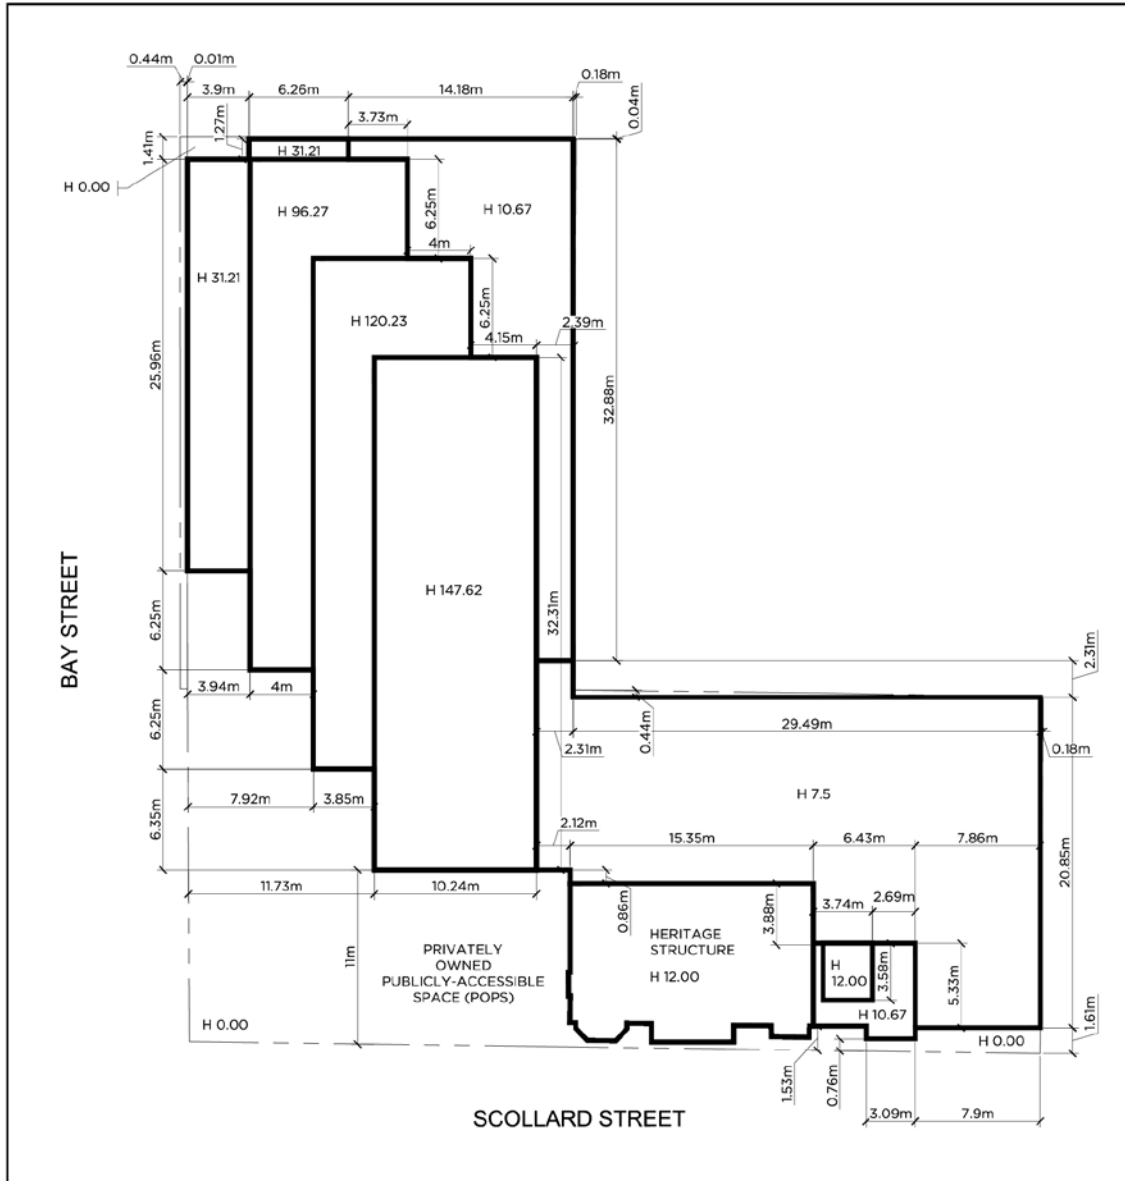 0.44m
0.01m
0.18m
3.9m
6.26m
14.18m
3.73m
0.04m
1.41m
1.27m
H 31.21
H 0.00
H 96.27
6.25m
H 10.67
4m
H 31.21
H 120.23
6.25m
2.39m
4.15m
25.96m
32.88m
BAY STREET
H 147.62
32.31m
6.25m
2.31m
3.94m
4m
6.25m
0.44m
29.49m
2.31m
0.18m
7.92m
3.85m
H 7.5
6.35m
2.12m
15.35m
6.43m
7.86m
20.85m
11.73m
10.24m
0.86m
3.88m
3.74m
2.69m
11m
PRIVATELY
OWNED
PUBLICLY-ACCESSIBLE
SPACE (POPS)
HERITAGE
STRUCTURE
H 12.00
H
12.00
3.58m
5.33m
H 10.67
H 0.00
H 0.00
1.61m
1.53m
0.76m
SCOLLARD STREET
3.09m
7.9m